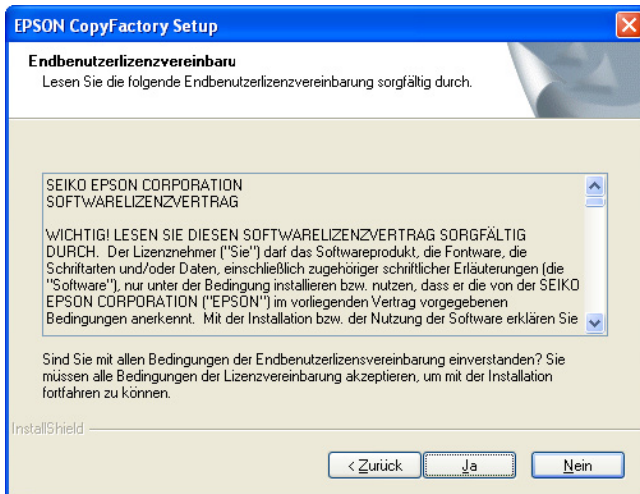 EPSON CopyFactory Setup
Endbenutzerlizenzvereinbaru
Lesen Sie die folgende Endbenutzerlizenzvereinbarung sorgfältig durch.
SEIKO EPSON CORPORATION
SOFTWARELIZENZVERTRAG
WICHTIG! LESEN SIE DIESEN SOFTWARELIZENZVERTRAG SORGFÄLTIG
DURCH. Der Lizenznehmer ("Sie") darf das Softwareprodukt, die Fontware, die
Schriftarten und/oder Daten, einschließlich zugehöriger schriftlicher Erläuterungen (die
"Software"), nur unter der Bedingung installieren bzw. nutzen, dass er die von der SEIKO
EPSON CORPORATION ("EPSON") im vorliegenden Vertrag vorgegebenen
Bedingungen anerkennt. Mit der Installation bzw. der Nutzung der Software erklären Sie
Sind Sie mit allen Bedingungen der Endbenutzerlizensvereinbarung einverstanden? Sie
müssen alle Bedingungen der Lizenzvereinbarung akzeptieren, um mit der Installation
fortfahren zu können.
InstallShield
< Zurück
Ja
Nein